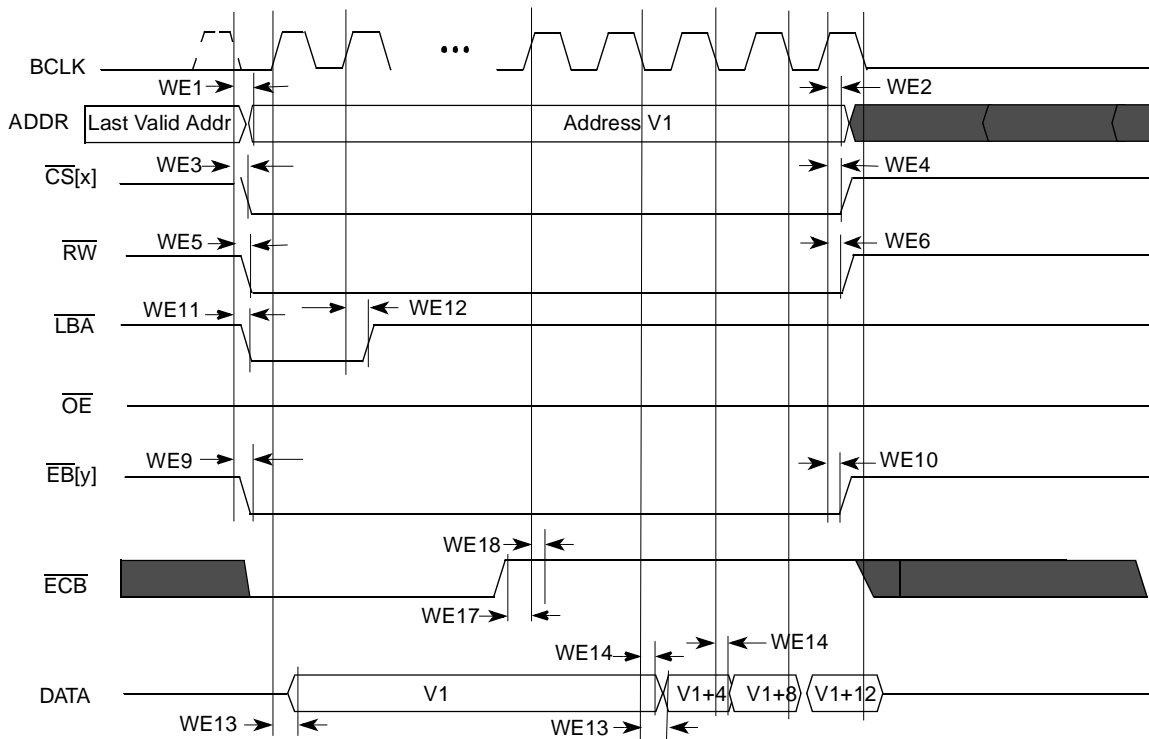 BCLK
•••
WE1
WE2
ADDR
Last Valid Addr
Address V1
WE3
WE4
CS[x]
WE5
WE6
RW
WE11
WE12
LBA
OE
WE9
WE10
EB[y]
WE18
ECB
WE17
WE14
WE14
DATA
V1
V1+4
V1+8
V1+12
WE13
WE13